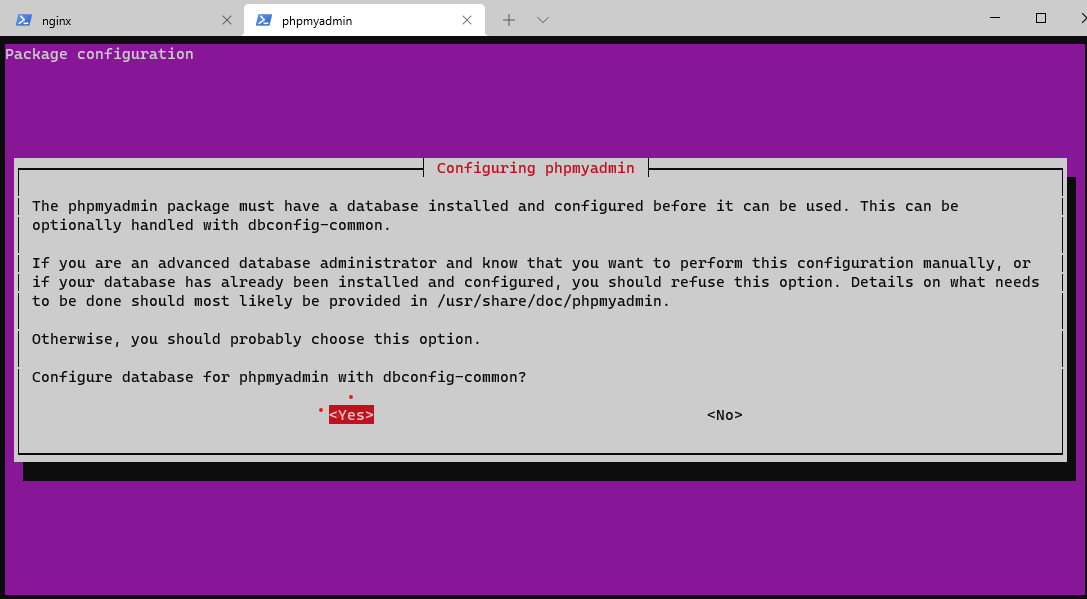 nginx
phpmyadmin
Package configuration
Configuring phpmyadmin
The phpmyadmin package must have a database installed and configured before it can be used. This can be
optionally handled with dbconfig-common.
If you are an advanced database administrator and know that you want to perform this configuration manually, or
if your database has already been installed and configured, you should refuse this option. Details on what needs
to be done should most likely be provided in /usr/share/doc/phpmyadmin.
Otherwise, you should probably choose this option.
Configure database for phpmyadmin with dbconfig-common?
<Yes> <No>